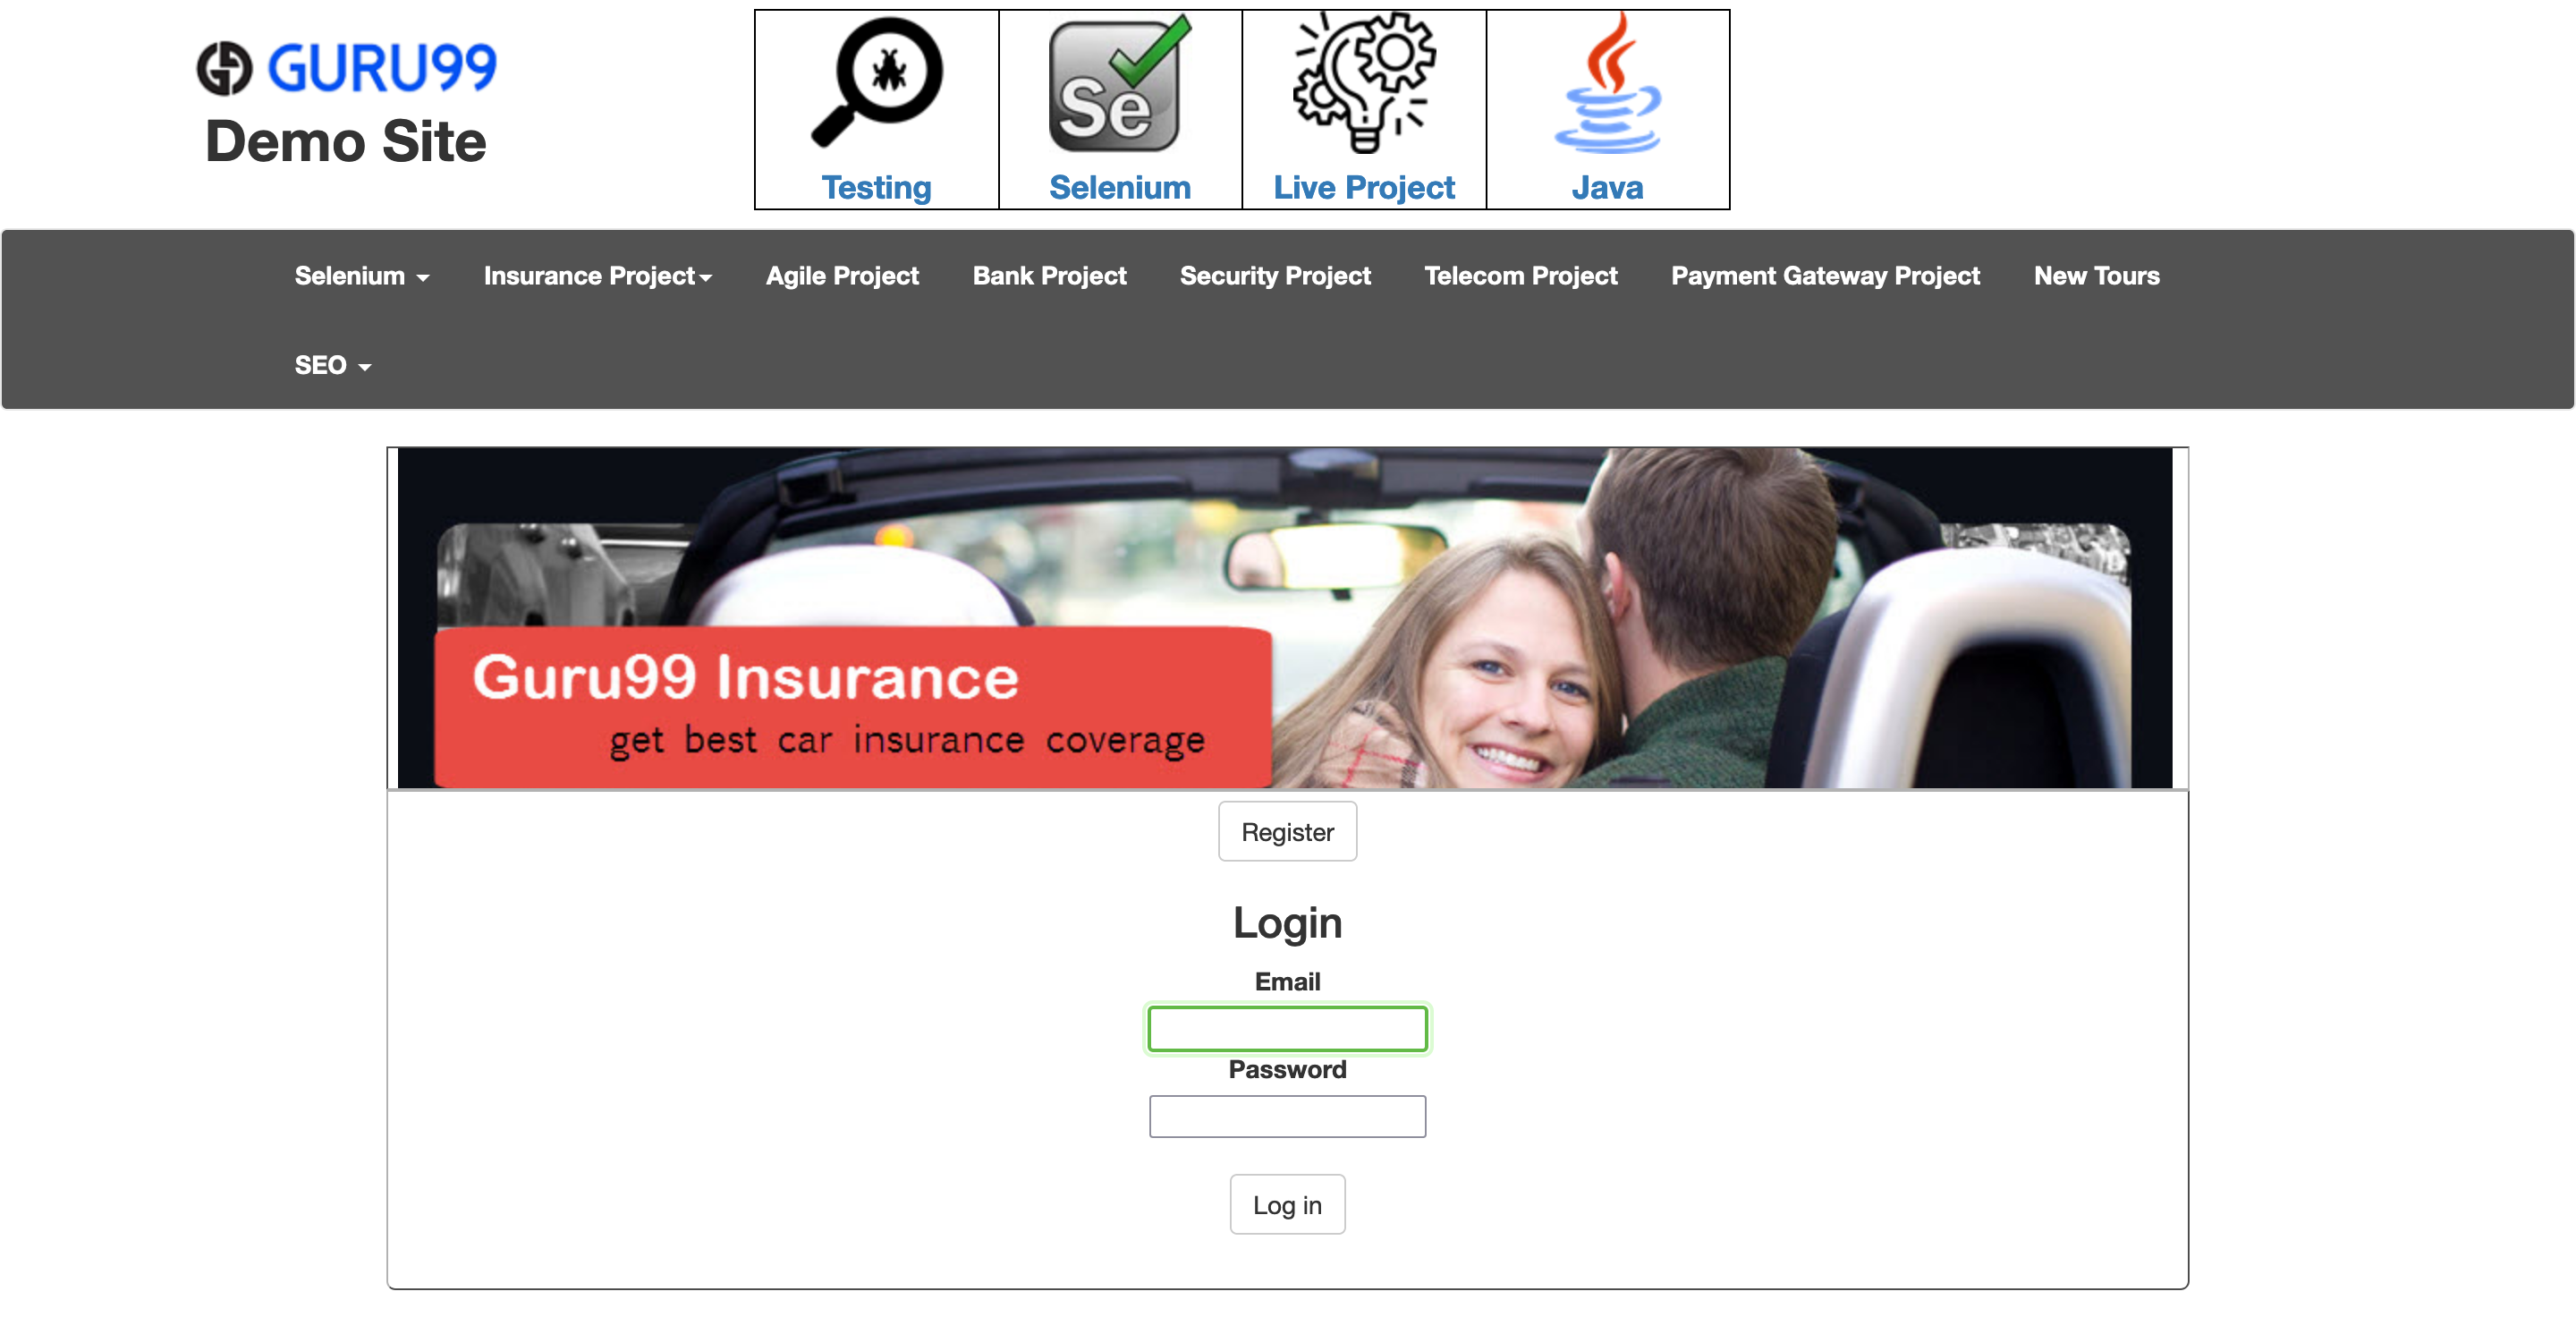 GURU99
Demo Site
Se
Testing
Selenium
Live Project
Java
Selenium
Insurance Project
Agile Project
Bank Project
Security Project
Telecom Project
Payment Gateway Project
New Tours
SEO
Guru99 Insurance
get best car insurance coverage
Register
Login
Email
Password
Log in